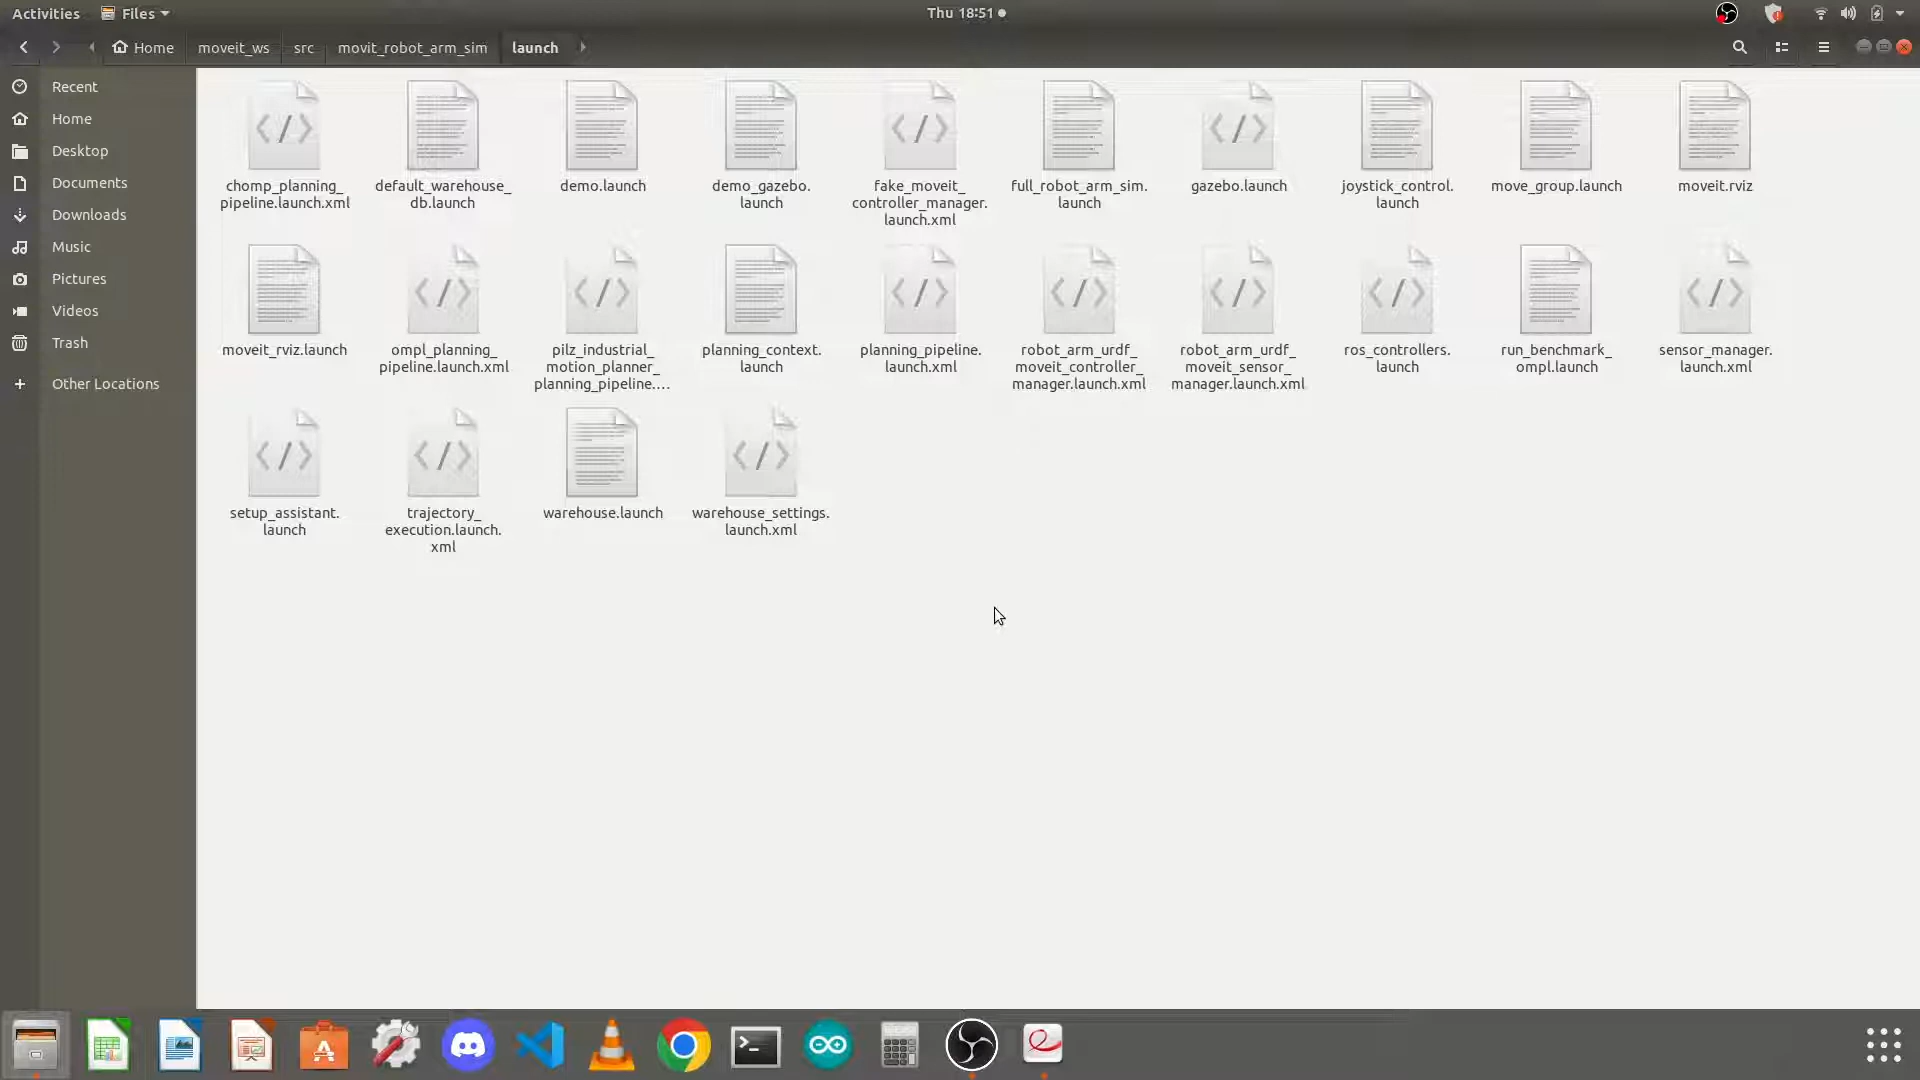 Activities Files Thu 18:51
Home moveit_ws src movit_robot_arm_sim launch
Recent
Home
Desktop
Documents
Downloads
Music
Pictures
Videos
Trash
Other Locations
chomp_planning_
pipeline.launch.xml
default_warehouse_
db.launch
demo.launch
demo_gazebo.
launch
fake_moveit_
controller_manager.
launch.xml
full_robot_arm_sim.
launch
gazebo.launch
joystick_control.
launch
move_group.launch
moveit.rviz
moveit_rviz.launch
ompl_planning_
pipeline.launch.xml
pilz_industrial_
motion_planner_
planning_pipeline....
planning_context.
launch
planning_pipeline.
launch.xml
robot_arm_urdf_
moveit_controller_
manager.launch.xml
robot_arm_urdf_
moveit_sensor_
manager.launch.xml
ros_controllers.
launch
run_benchmark_
ompl.launch
sensor_manager.
launch.xml
setup_assistant.
launch
trajectory_
execution.launch.
xml
warehouse.launch
warehouse_settings.
launch.xml